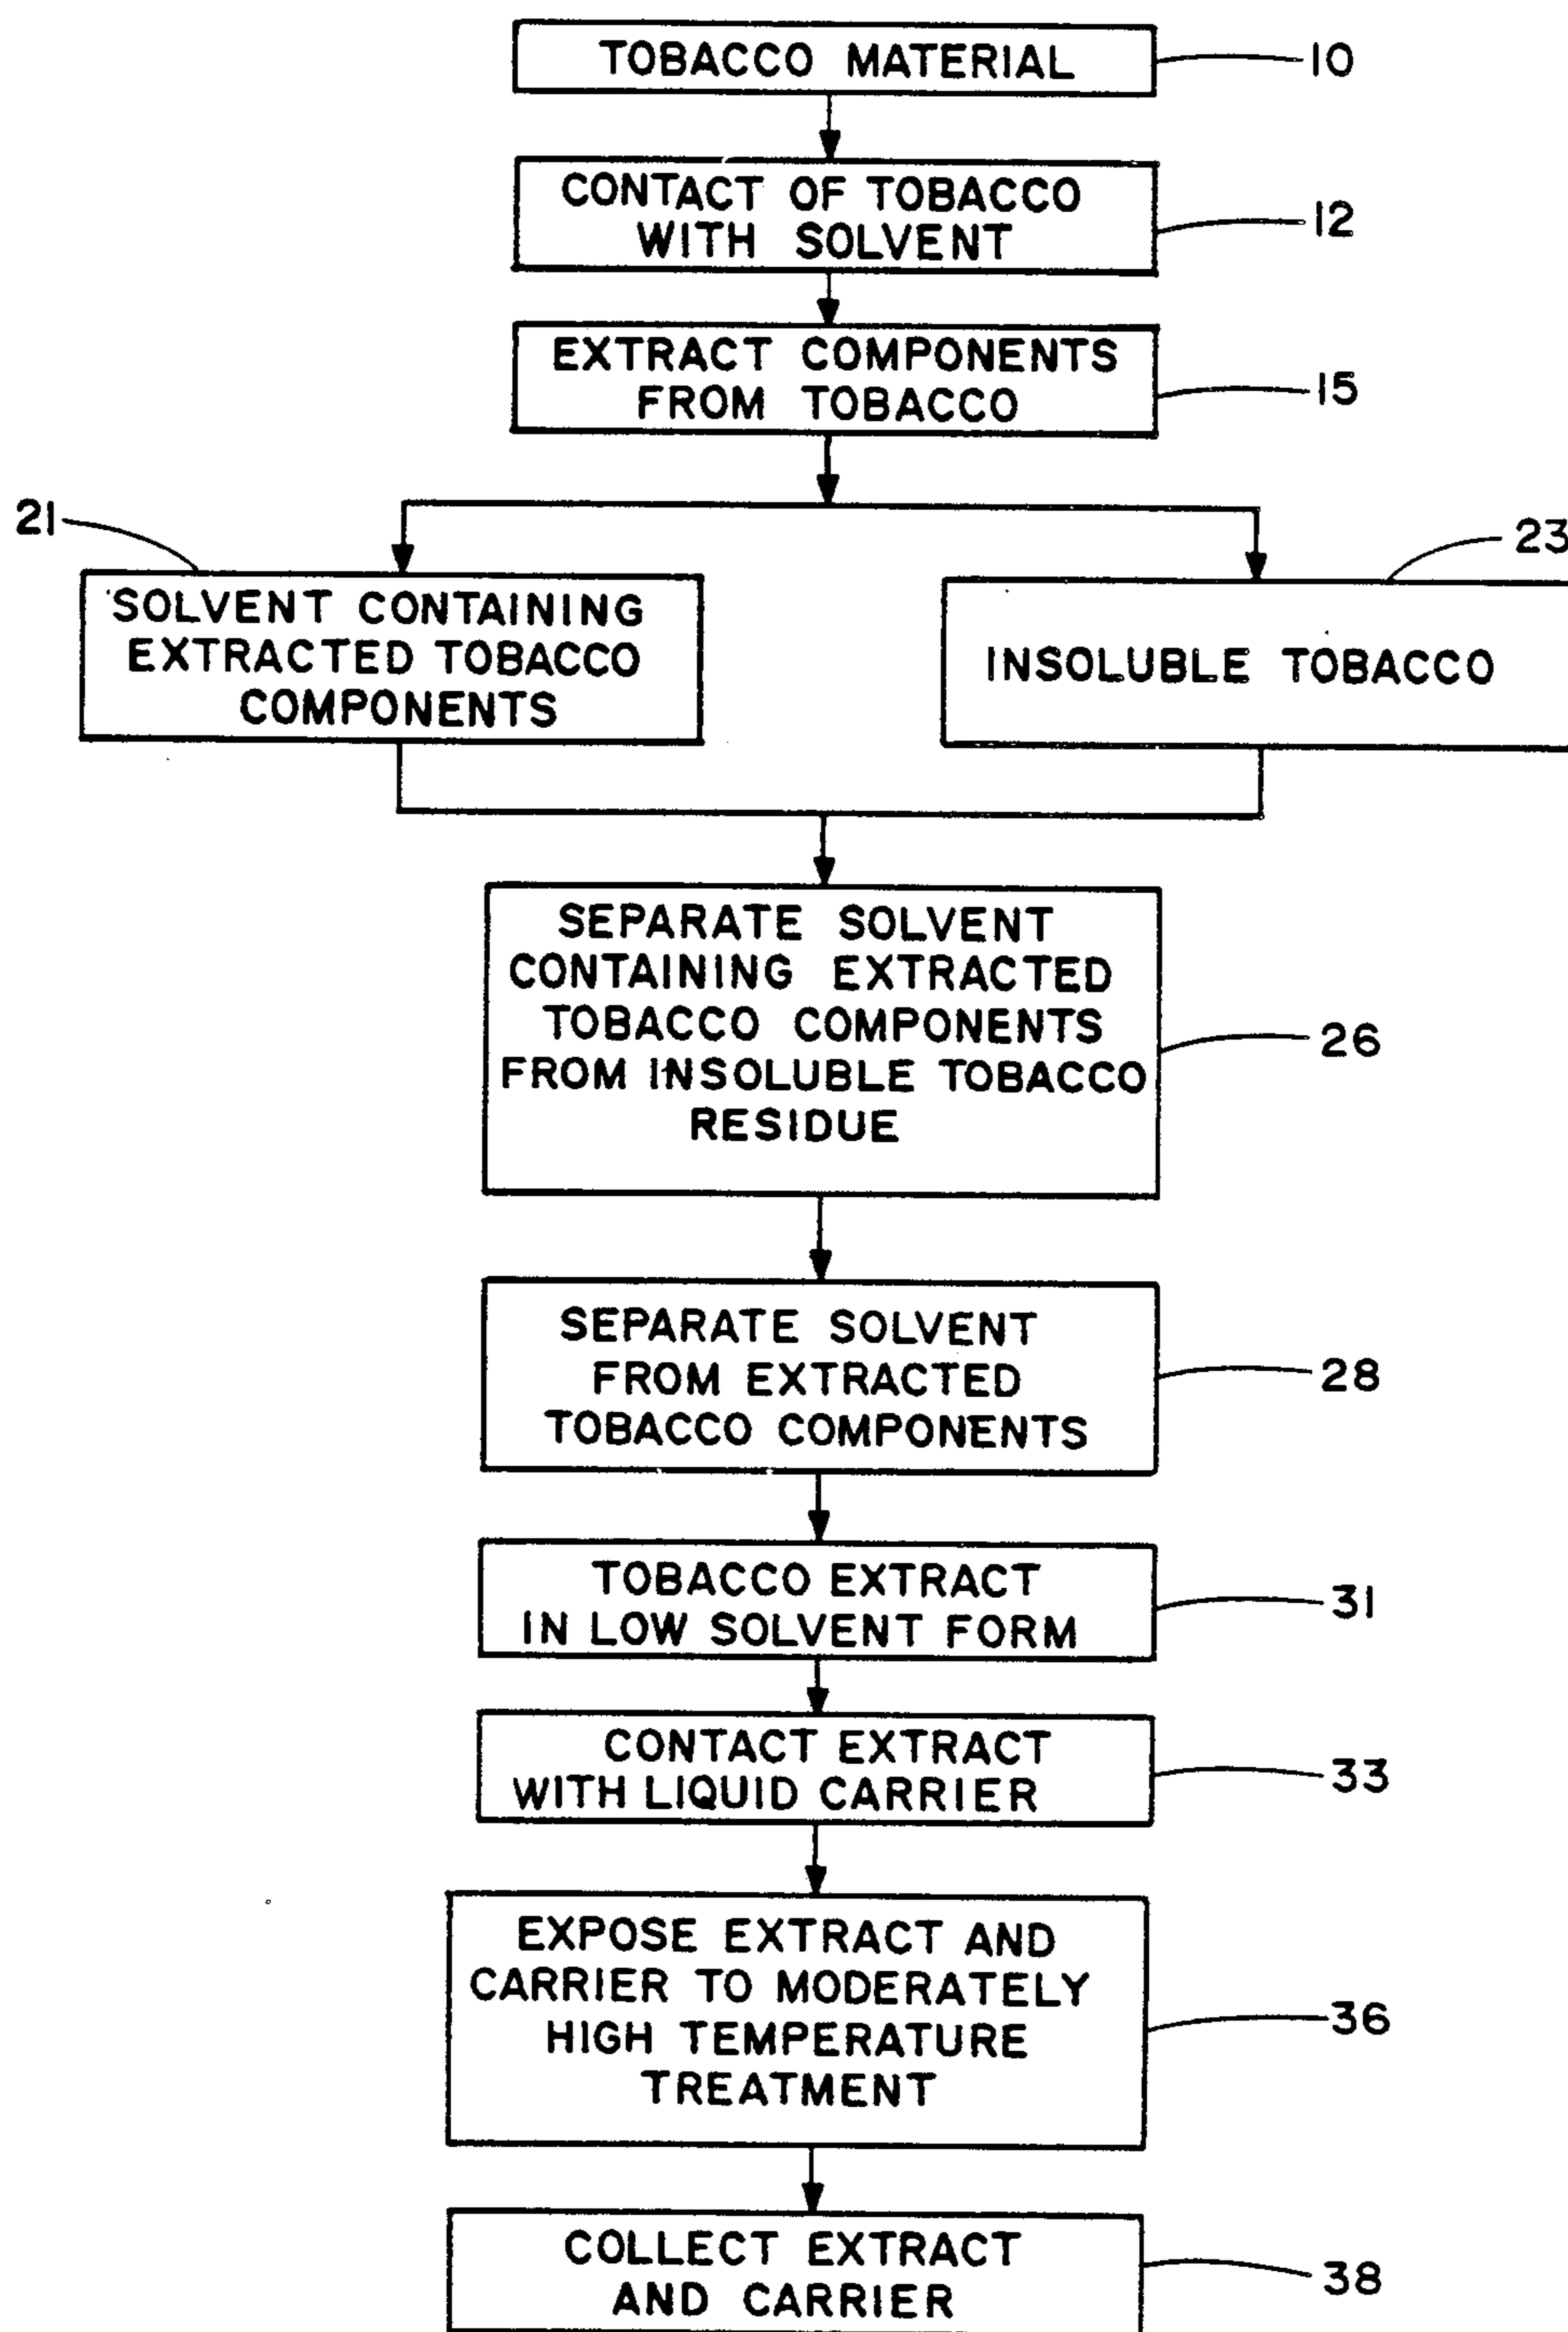 TOBACCO MATERIAL
10
CONTACT OF TOBACCO
WITH SOLVENT
12
EXTRACT COMPONENTS
FROM TOBACCO
15
21
SOLVENT CONTAINING
EXTRACTED TOBACCO
COMPONENTS
23
INSOLUBLE TOBACCO
SEPARATE SOLVENT
CONTAINING EXTRACTED
TOBACCO COMPONENTS
FROM INSOLUBLE TOBACCO
RESIDUE
26
SEPARATE SOLVENT
FROM EXTRACTED
TOBACCO COMPONENTS
28
TOBACCO EXTRACT
IN LOW SOLVENT FORM
31
CONTACT EXTRACT
WITH LIQUID CARRIER
33
EXPOSE EXTRACT AND
CARRIER TO MODERATELY
HIGH TEMPERATURE
TREATMENT
36
COLLECT EXTRACT
AND CARRIER
38